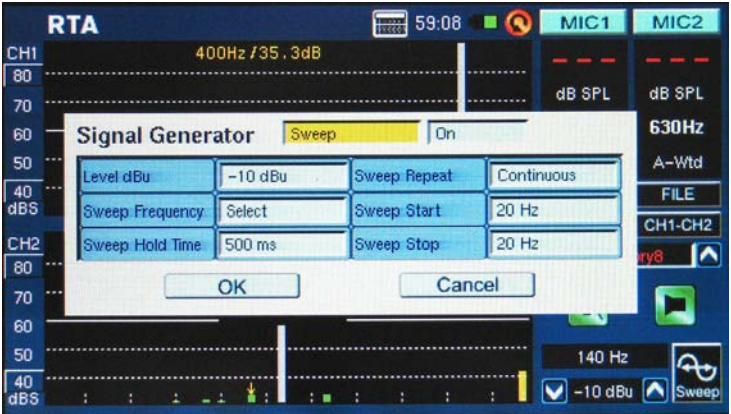 RTA 59:08 MIC1 MIC2
CH1 400Hz/35.3dB
80
70 dB SPL dB SPL
60 Signal Generator Sweep On 630Hz
50 Level dBu -10 dBu Sweep Repeat Continuous A-Wtd
40 Sweep Frequency Select Sweep Start 20 Hz FILE
dBS CH1-CH2
CH2 Sweep Hold Time 500 ms Sweep Stop 20 Hz ry8
80 OK Cancel
70
60
50 140 Hz
40
dBS -10 dBu Sweep